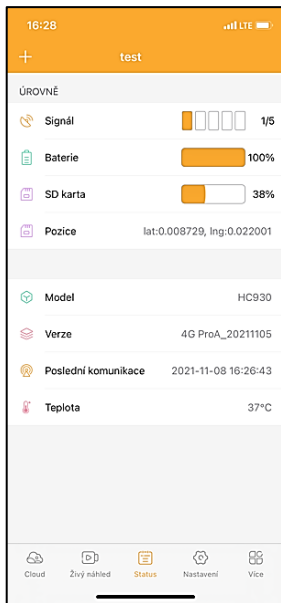 16:28 LTE
+ test
ÚROVNĚ
Signál 1/5
Baterie 100%
SD karta 38%
Pozice lat:0.008729, lng:0.022001
Model HC930
Verze 4G ProA_20211105
Poslední komunikace 2021-11-08 16:26:43
Teplota 37°C
Cloud Živý náhled Status Nastavení Více